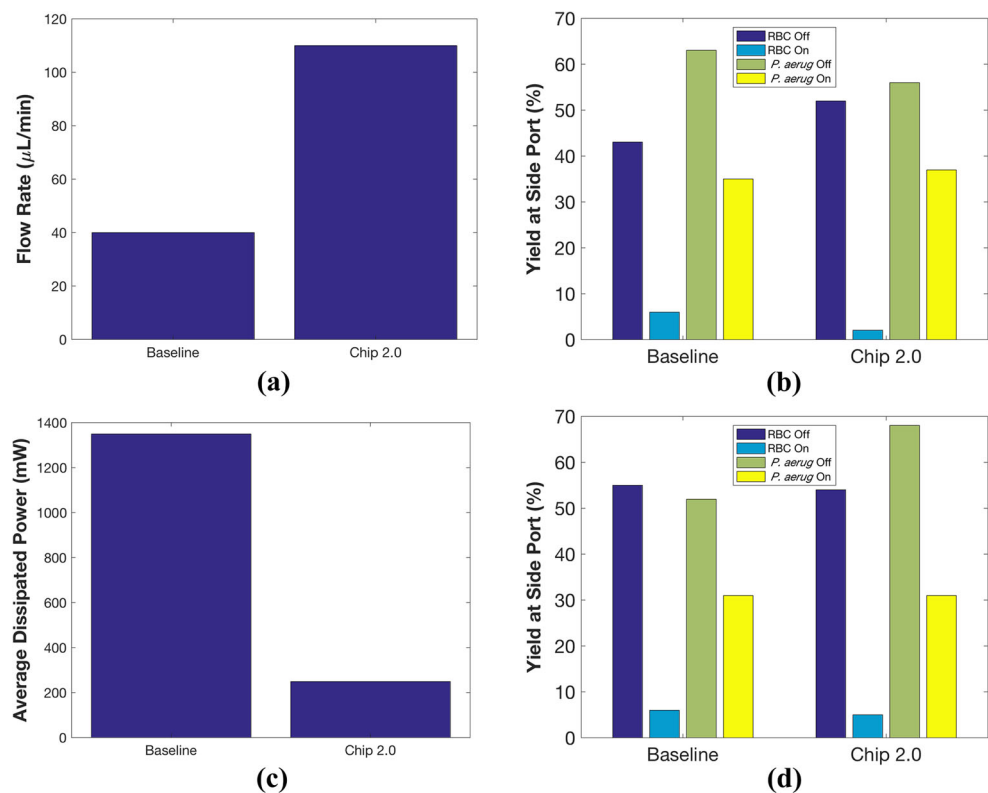 120
100
80
60
40
20
0
Flow Rate (μL/min)
Baseline
Chip 2.0
(a)
70
60
50
40
30
20
10
0
Yield at Side Port (%)
RBC Off
RBC On
P. aerug Off
P. aerug On
Baseline
Chip 2.0
(b)
1400
1200
1000
800
600
400
200
0
Average Dissipated Power (mW)
Baseline
Chip 2.0
(c)
70
60
50
40
30
20
10
0
Yield at Side Port (%)
RBC Off
RBC On
P. aerug Off
P. aerug On
Baseline
Chip 2.0
(d)